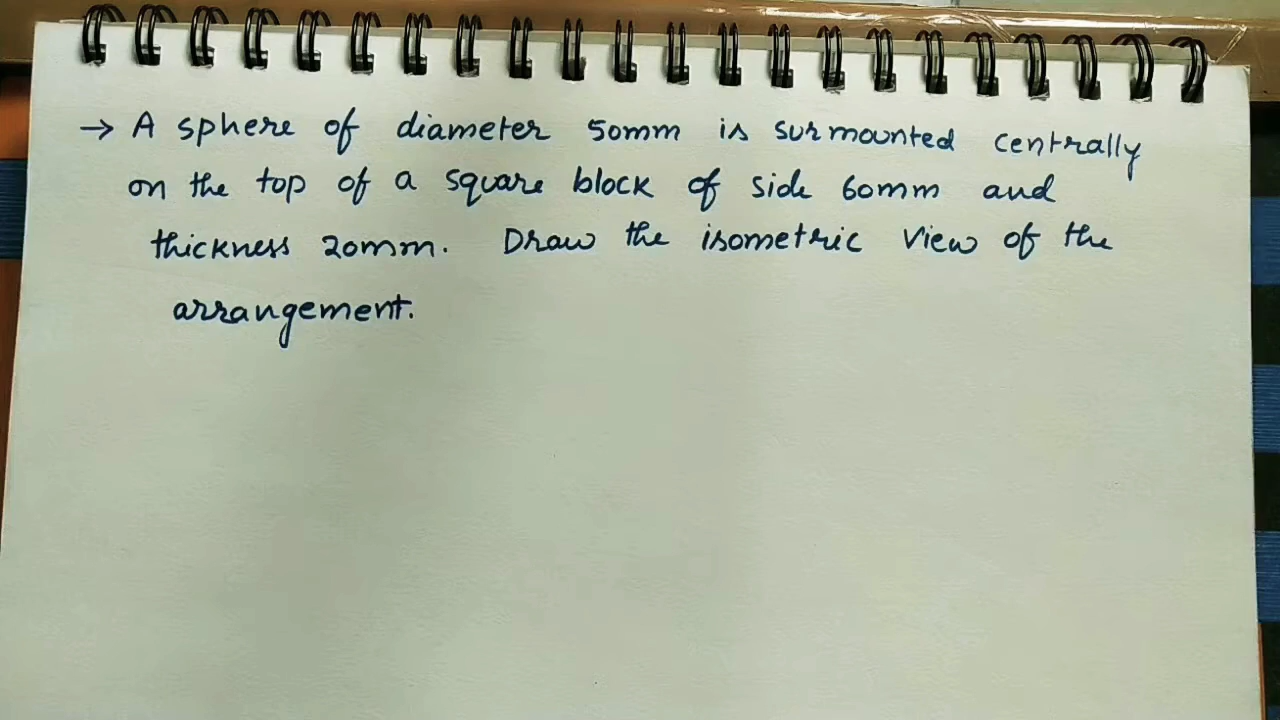 → A sphere of diameter 50mm is surmounted centrally
on the top of a square block of side 60mm and
thickness 20mm. Draw the isometric view of the
arrangement.